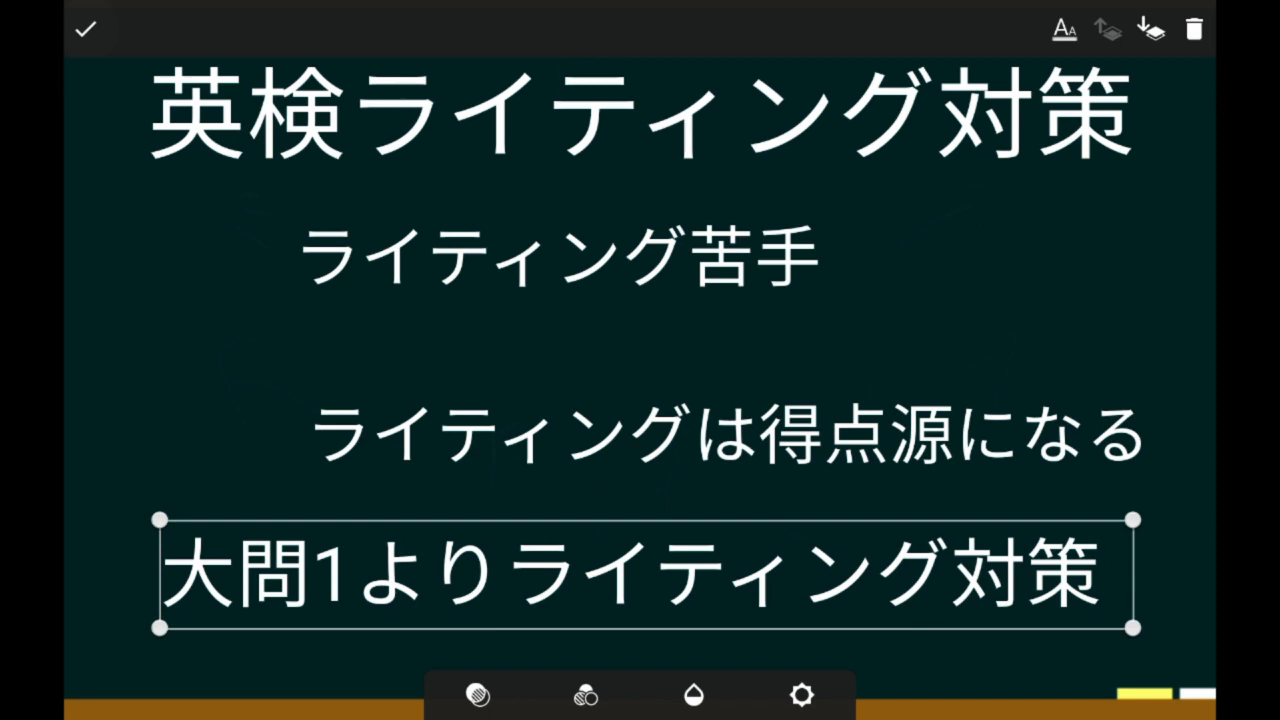 英検ライティング対策
ライティング苦手
ライティングは得点源になる
大問1よりライティング対策